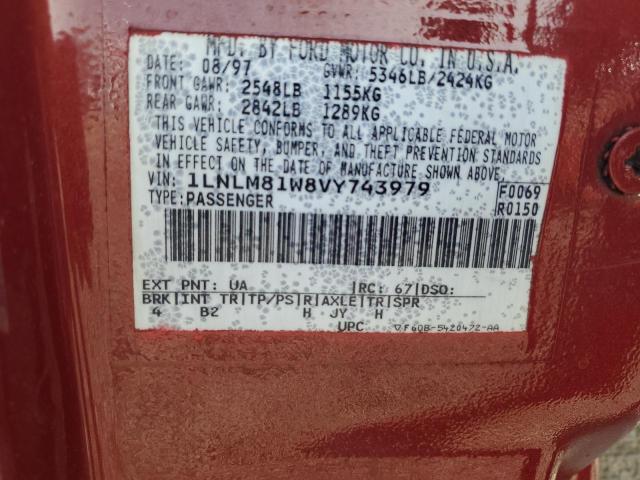 MFD. BY FORD MOTOR CO. IN U.S.A.
DATE: 08/97 GVWR: 5346LB/2424KG
FRONT GAWR: 2548LB 1155KG
REAR GAWR: 2842LB 1289KG
THIS VEHICLE CONFORMS TO ALL APPLICABLE FEDERAL MOTOR
VEHICLE SAFETY, BUMPER, AND THEFT PREVENTION STANDARDS
IN EFFECT ON THE DATE OF MANUFACTURE SHOWN ABOVE.
VIN: 1LNLM81W8VY743979 F0069
TYPE: PASSENGER R0150
EXT PNT: UA |RC: 67|DSO:
BRK|INT TR|TP/PS|R|AXLE|TR|SPR
4 B2 H JY H
UPC F60B-5420472-AA